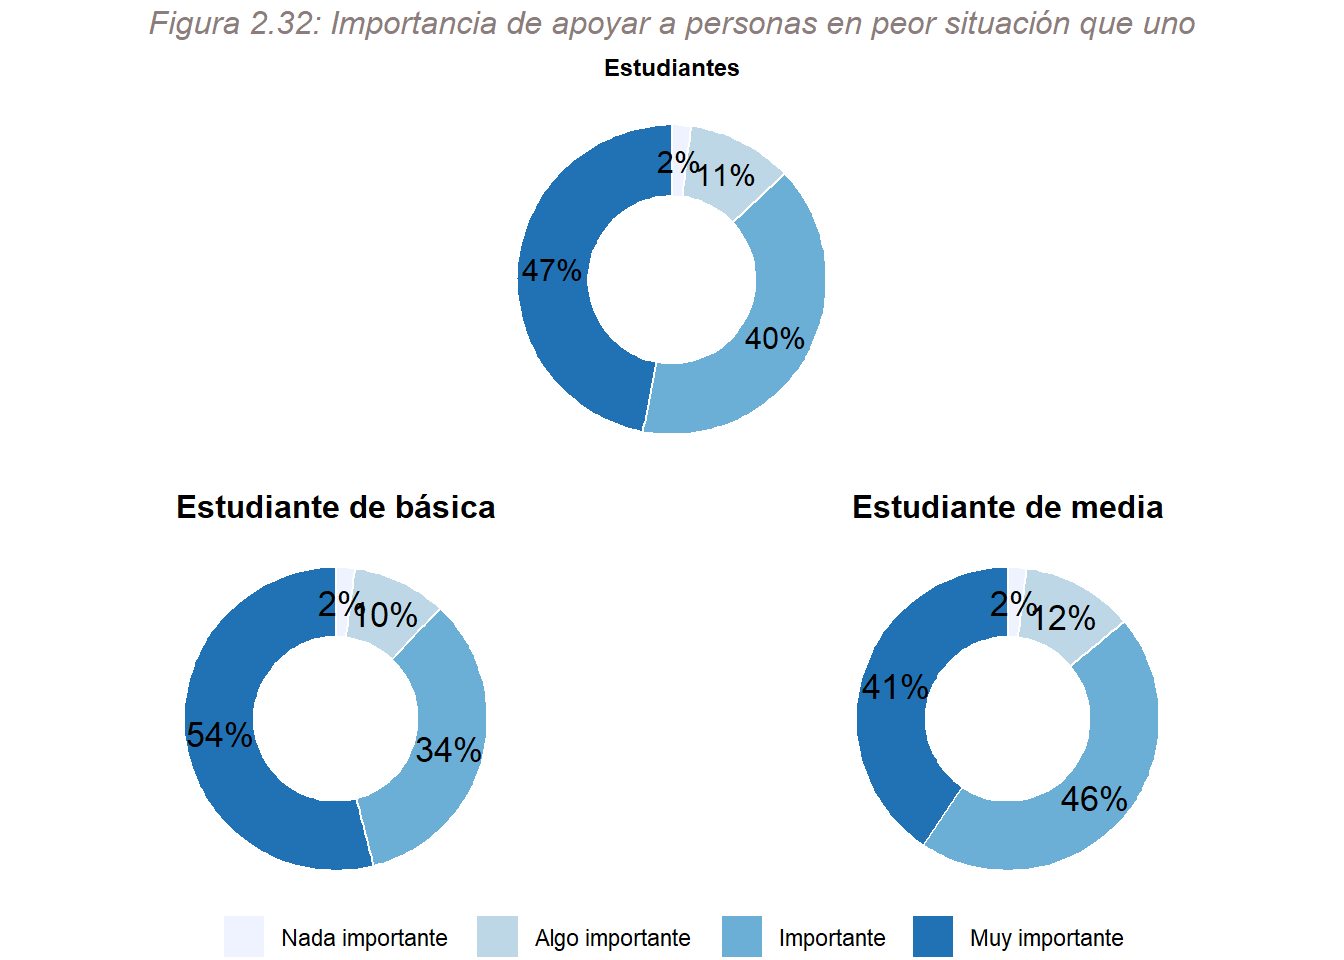 Figura 2.32: Importancia de apoyar a personas en peor situación que uno
Estudiantes
2%
11%
47%
40%
Estudiante de básica
2%
10%
54%
34%
Estudiante de media
2%
12%
41%
46%
Nada importante
Algo importante
Importante
Muy importante